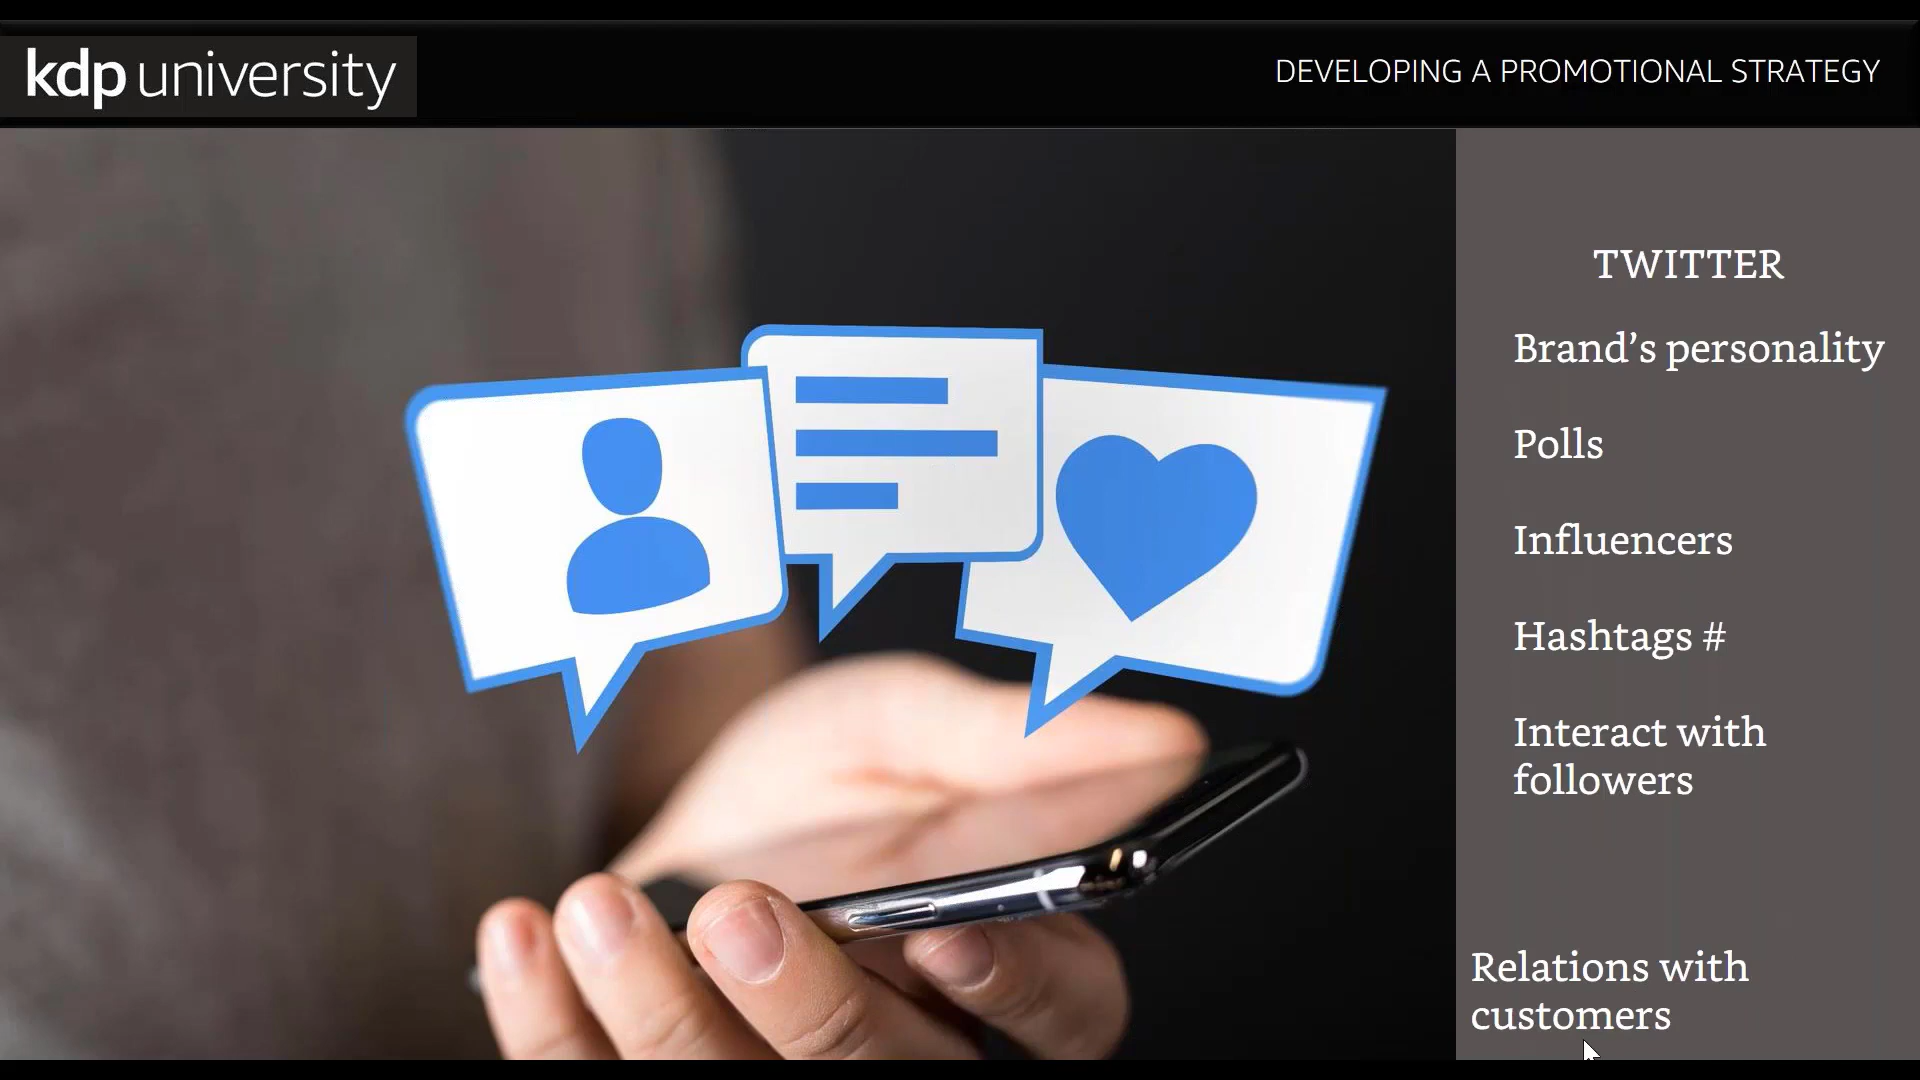 kdp university
DEVELOPING A PROMOTIONAL STRATEGY
TWITTER
Brand’s personality
Polls
Influencers
Hashtags #
Interact with
followers
Relations with
customers